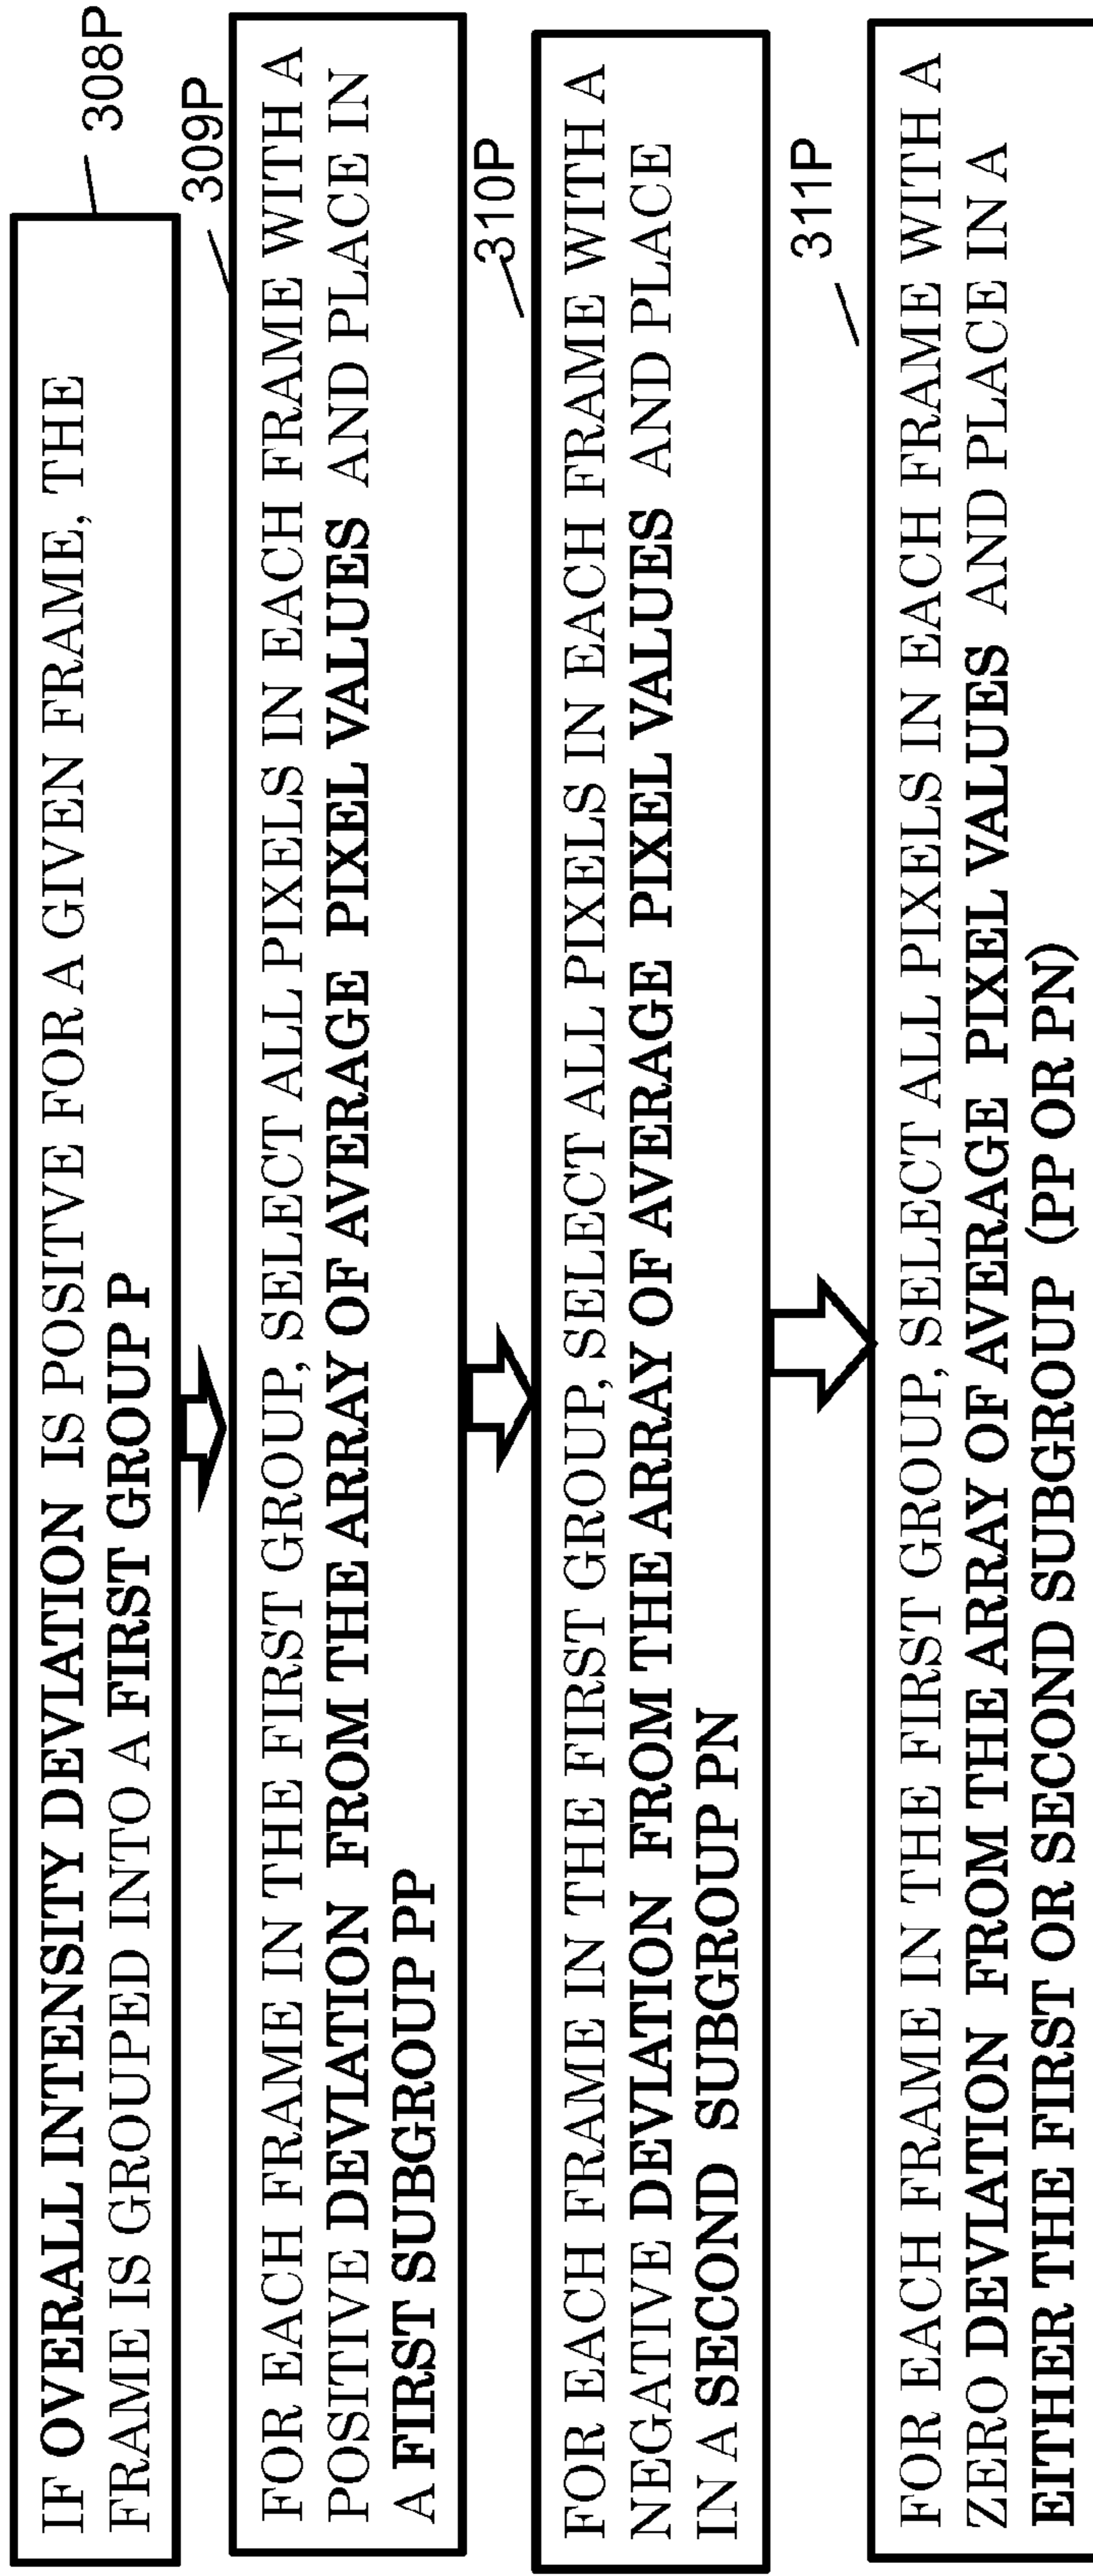 308P
IF OVERALL INTENSITY DEVIATION IS POSITVE FOR A GIVEN FRAME, THE
FRAME IS GROUPED INTO A FIRST GROUP P
309P
FOR EACH FRAME IN THE FIRST GROUP, SELECT ALL PIXELS IN EACH FRAME WITH A
POSITIVE DEVIATION FROM THE ARRAY OF AVERAGE PIXEL VALUES AND PLACE IN
A FIRST SUBGROUP PP
310P
FOR EACH FRAME IN THE FIRST GROUP, SELECT ALL PIXELS IN EACH FRAME WITH A
NEGATIVE DEVIATION FROM THE ARRAY OF AVERAGE PIXEL VALUES AND PLACE
IN A SECOND SUBGROUP PN
311P
FOR EACH FRAME IN THE FIRST GROUP, SELECT ALL PIXELS IN EACH FRAME WITH A
ZERO DEVIATION FROM THE ARRAY OF AVERAGE PIXEL VALUES AND PLACE IN A
EITHER THE FIRST OR SECOND SUBGROUP (PP OR PN)